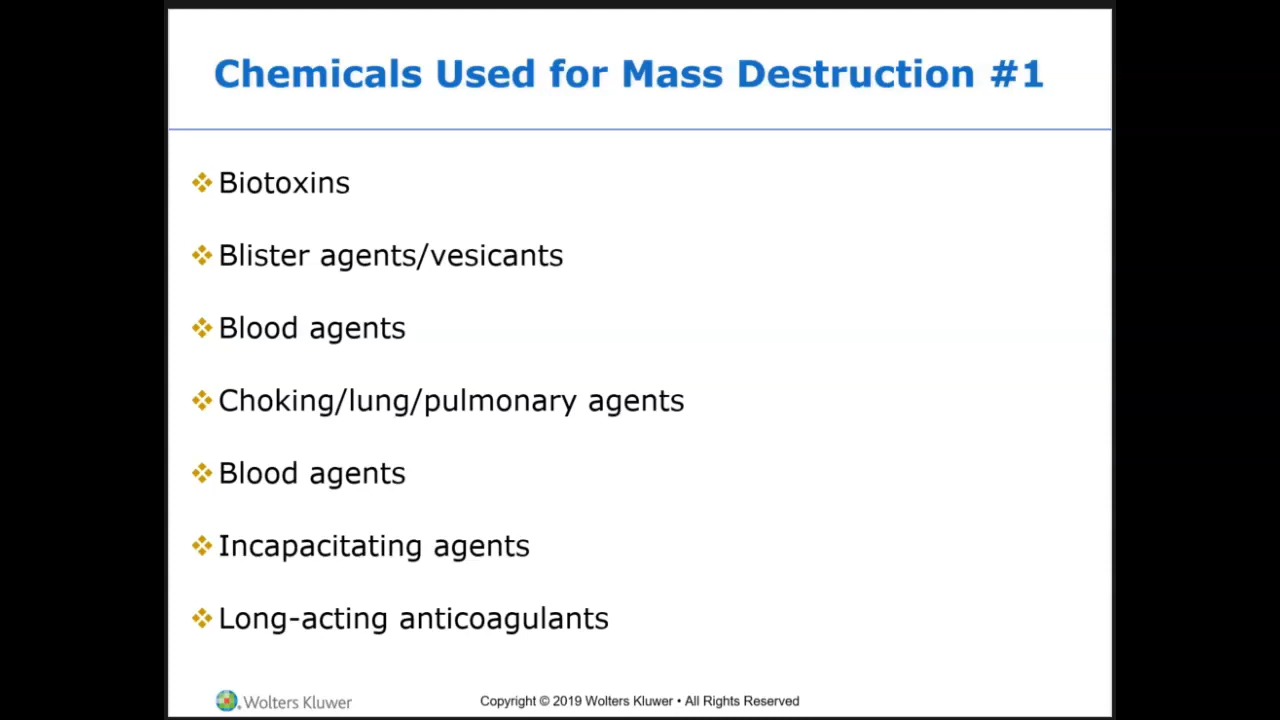 Chemicals Used for Mass Destruction #1
Biotoxins
Blister agents/vesicants
Blood agents
Choking/lung/pulmonary agents
Blood agents
Incapacitating agents
Long-acting anticoagulants
Wolters Kluwer
Copyright © 2019 Wolters Kluwer • All Rights Reserved